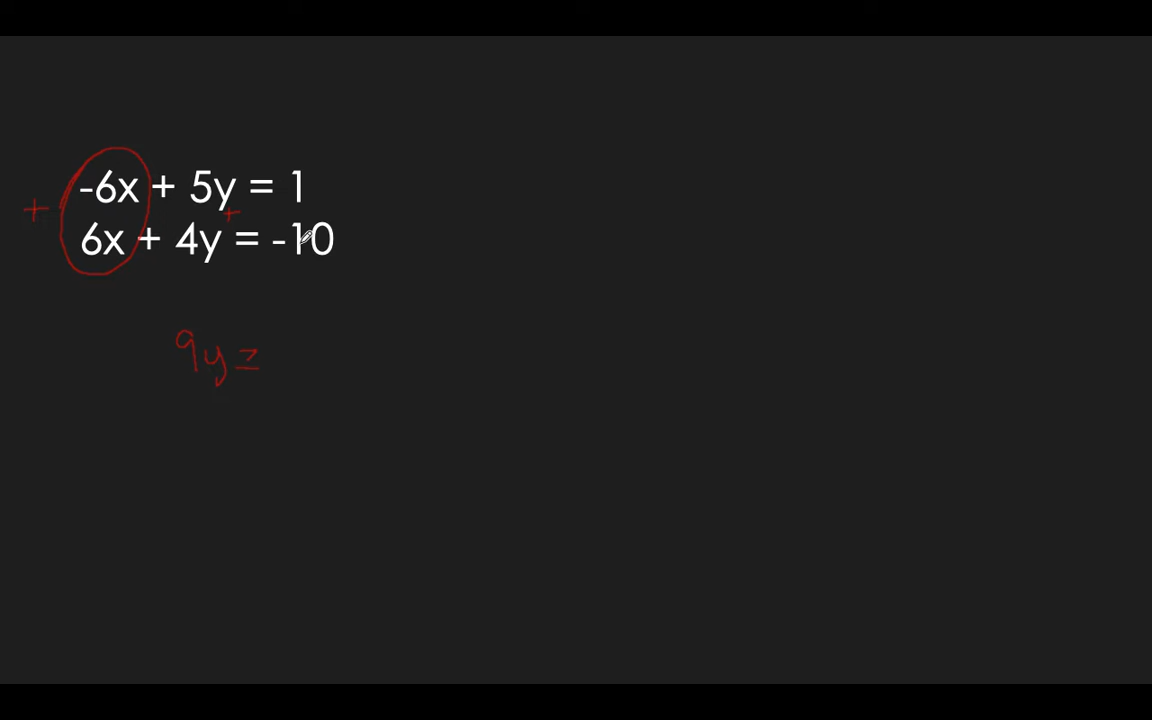 -6x + 5y = 1
+
+
6x + 4y = -10
9y =